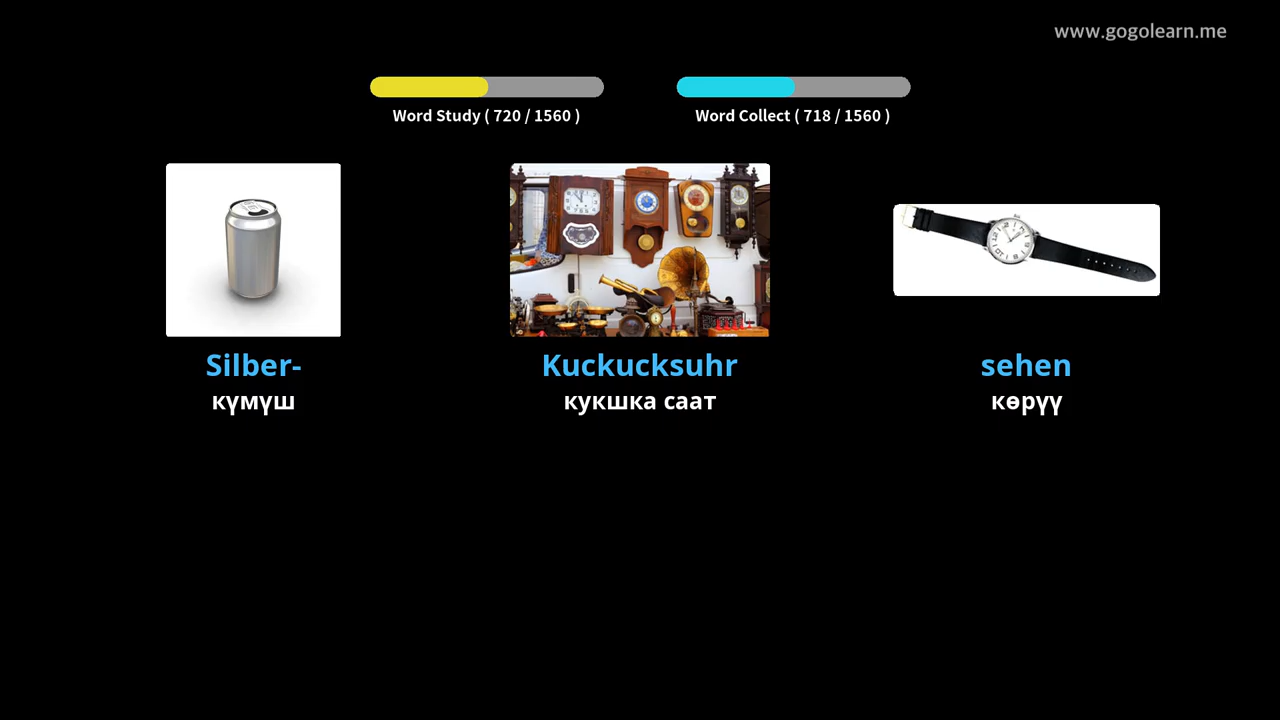 www.gogolearn.me
Word Study ( 720 / 1560 )
Word Collect ( 718 / 1560 )
Silber-
Kuckucksuhr
sehen
күмүш
кукшка саат
көрүү